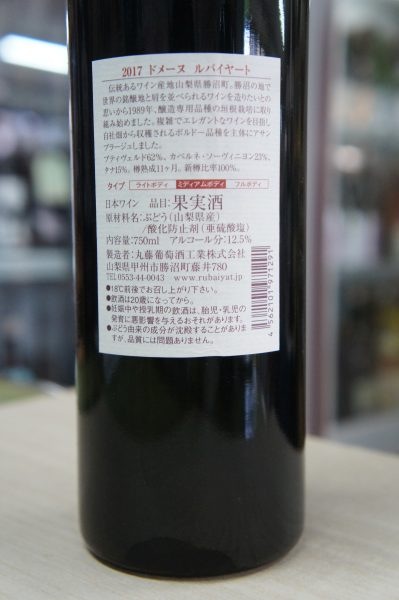 2017 ドメーヌ ルバイヤート
伝統あるワイン産地山梨県勝沼町。勝沼の地で
世界の銘醸地と肩を並べられるワインを造りたいとの
思いから1989年、醸造専用品種の垣根栽培に取り
組み始めました。複雑でエレガントなワインを目指し
自社畑から収穫されるボルドー品種を主体にアサン
ブラージュしました。
プティヴェルド62%、カベルネ・ソーヴィニヨン23%、
タナ15%。樽熟成11ヶ月。新樽比率100%。
タイプ ライトボディ ミディアムボディ フルボディ
日本ワイン 品目:果実酒
原材料名:ぶどう(山梨県産)
/酸化防止剤(亜硫酸塩)
内容量:750ml アルコール分:12.5%
製造者:丸藤葡萄酒工業株式会社
山梨県甲州市勝沼町藤井780
TEL 0553-44-0043 www.rubaiyat.jp
●18℃前後でお召し上がり下さい。
●飲酒は20歳になってから。
●妊娠中や授乳期の飲酒は、胎児・乳児の
発育に悪影響を与えるおそれがあります。
●ぶどう由来の成分が沈殿することがありま
すが、品質には問題ありません。
4 562101 971291